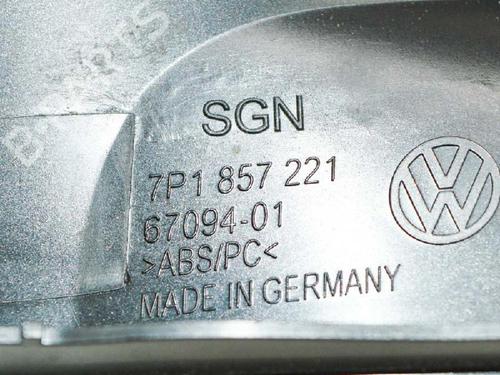 SGN
7P1 857 221
67094-01
>ABS/PC<
MADE IN GERMANY